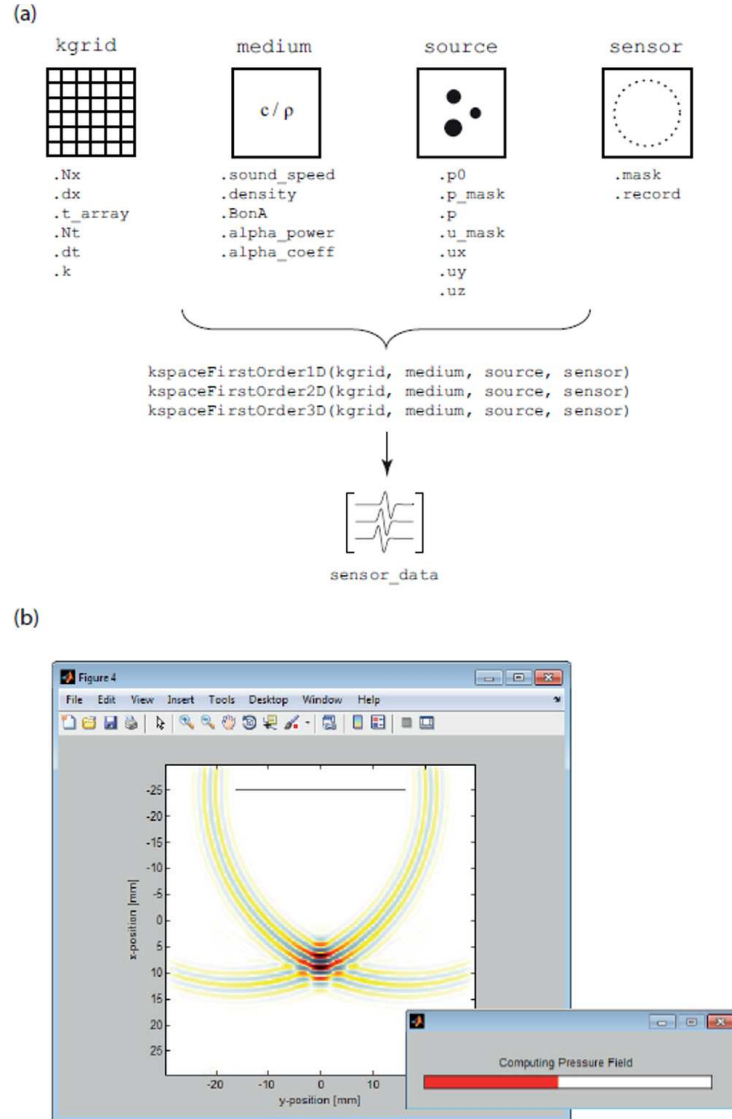 (a)
kgrid medium source sensor
c / ρ
.Nx
.dx
.t_array
.Nt
.dt
.k
.sound_speed
.density
.BonA
.alpha_power
.alpha_coeff
.p0
.p_mask
.p
.u_mask
.ux
.uy
.uz
.mask
.record
kspaceFirstOrder1D(kgrid, medium, source, sensor)
kspaceFirstOrder2D(kgrid, medium, source, sensor)
kspaceFirstOrder3D(kgrid, medium, source, sensor)
sensor_data
(b)
Figure 4
File Edit View Insert Tools Desktop Window Help
-25
-20
-15
-10
-5
0
5
10
15
20
25
x-position [mm]
-20 -10 0 10
y-position [mm]
Computing Pressure Field